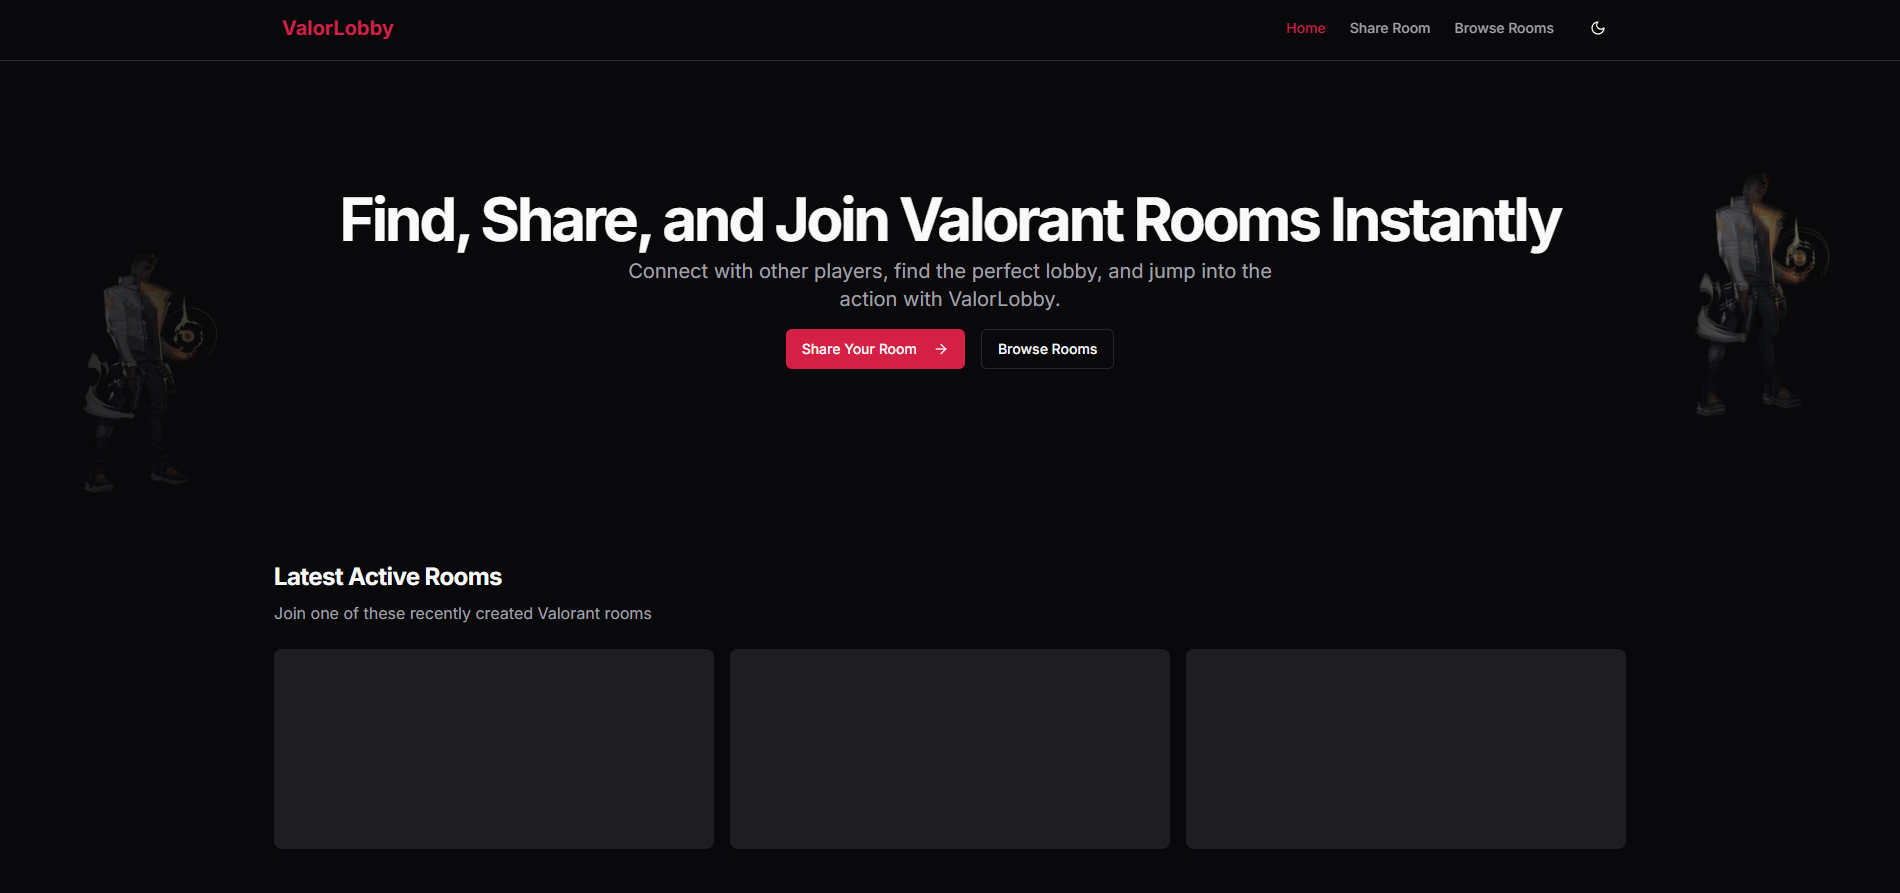 ValorLobby
Home
Share Room
Browse Rooms
Find, Share, and Join Valorant Rooms Instantly
Connect with other players, find the perfect lobby, and jump into the
action with ValorLobby.
Share Your Room
Browse Rooms
Latest Active Rooms
Join one of these recently created Valorant rooms